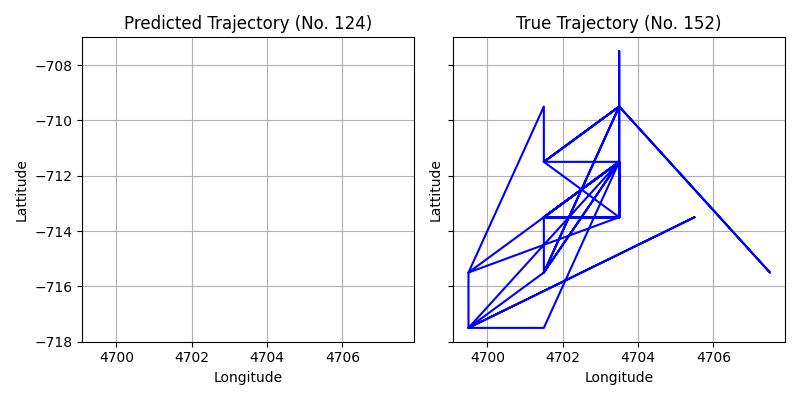 Predicted Trajectory (No. 124)
True Trajectory (No. 152)
Lattitude
−708
−710
−712
−714
−716
−718
4700 4702 4704 4706
Longitude
Lattitude
4700 4702 4704 4706
Longitude